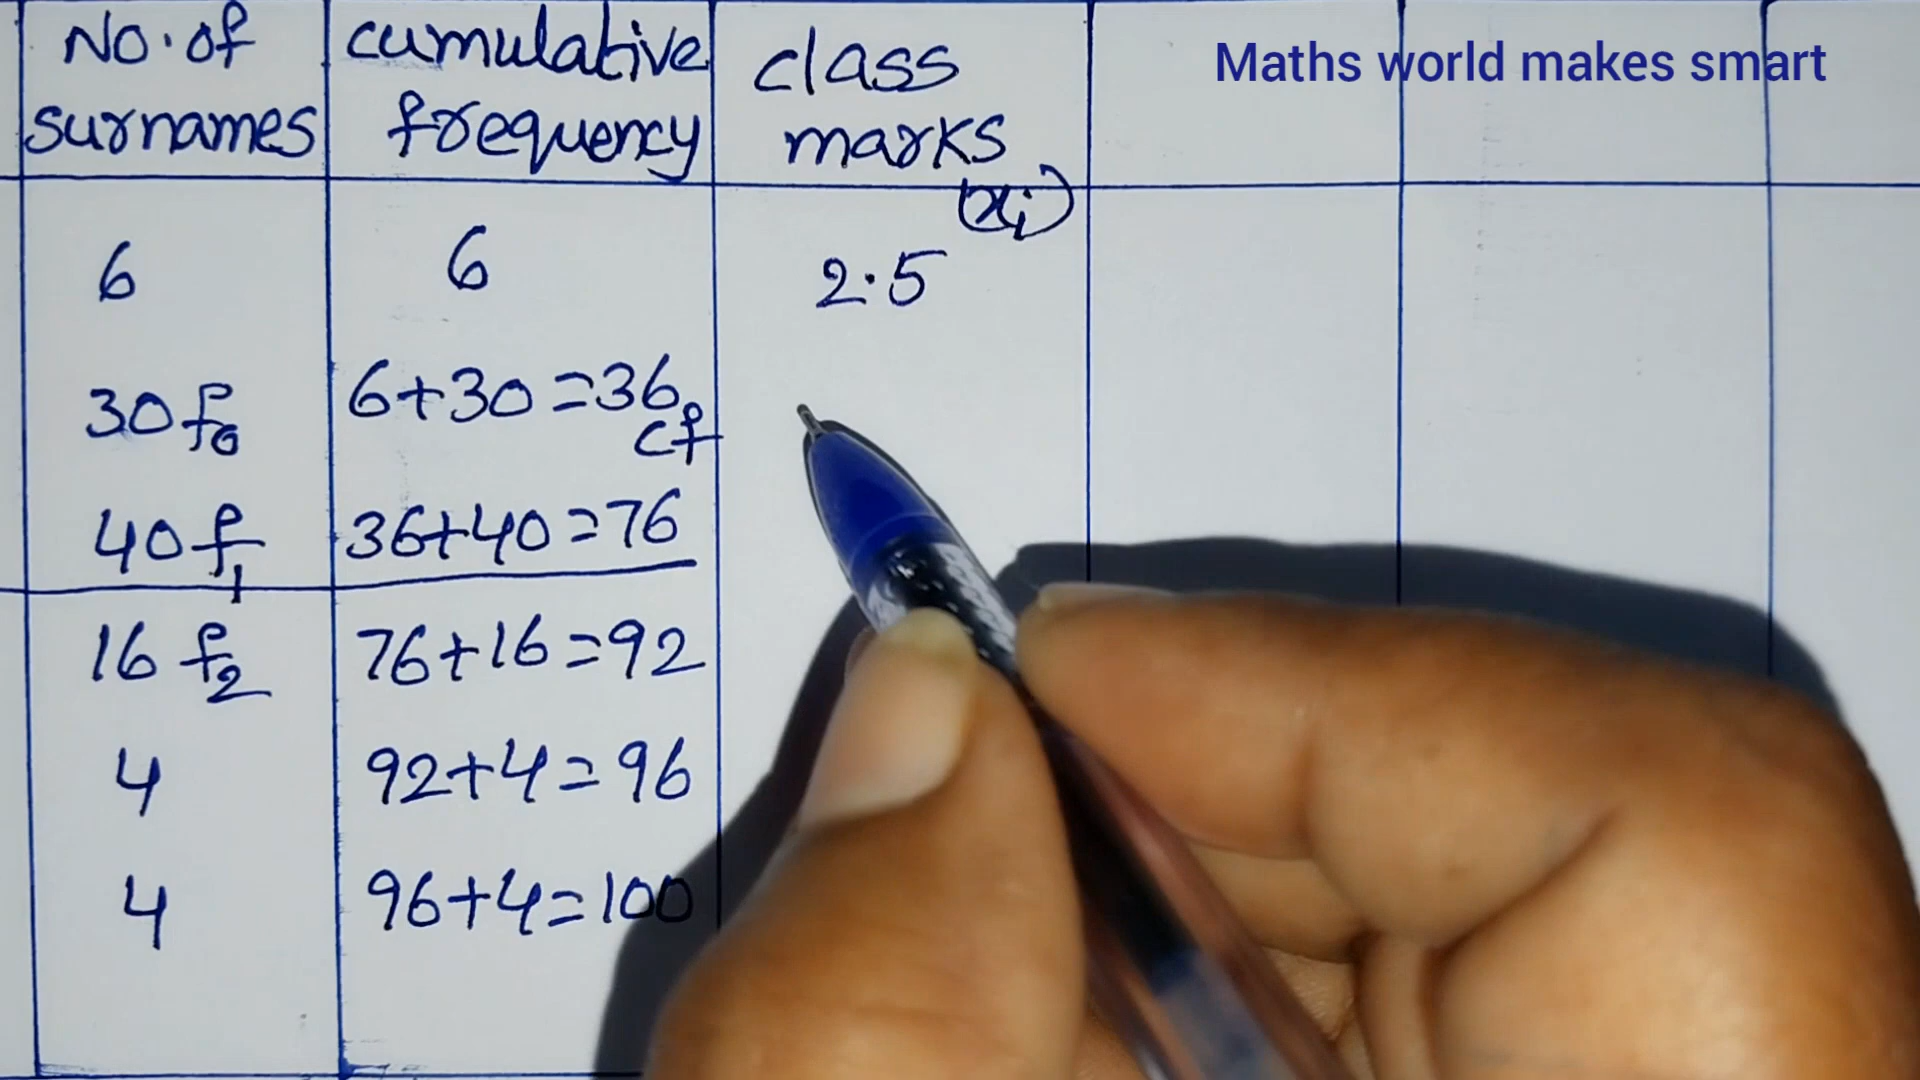 No. of surnames | cumulative frequency | class marks (xi) | Maths world makes smart
6 | 6 | 2.5
30 f0 | 6+30=36 cf
40 f1 | 36+40=76
16 f2 | 76+16=92
4 | 92+4=96
4 | 96+4=100